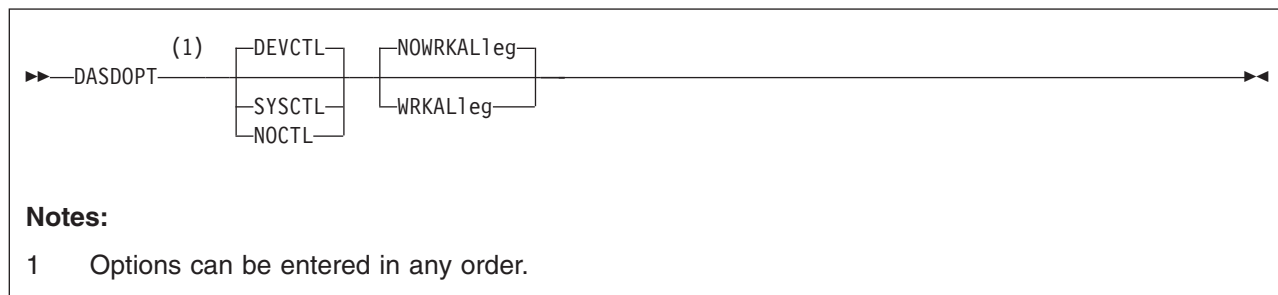 (1) DEVCTL NOWRKALleg
DASDOPT
SYSCTL WRKALleg
NOCTL
Notes:
1 Options can be entered in any order.